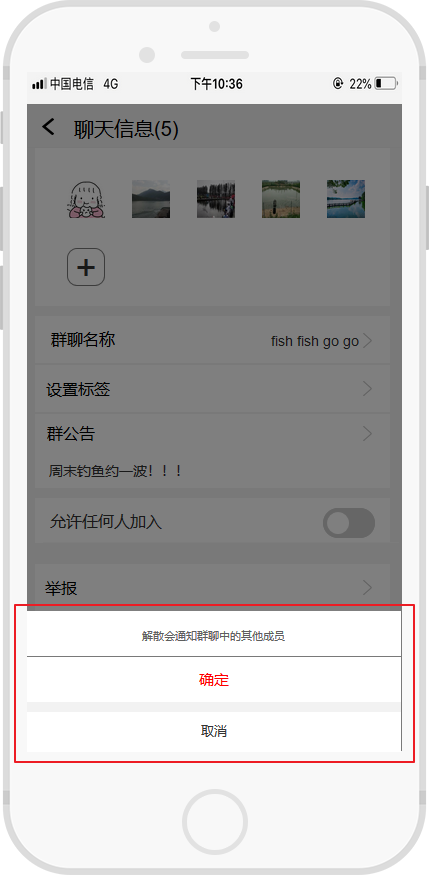 中国电信 4G 下午10:36 22%
聊天信息(5)
群聊名称 fish fish go go
设置标签
群公告
周末钓鱼约一波！！！
允许任何人加入
举报
解散会通知群聊中的其他成员
确定
取消